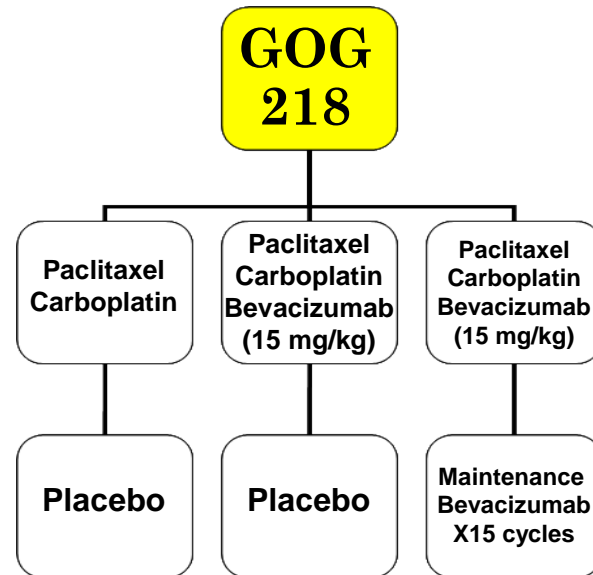 GOG
218
Paclitaxel
Carboplatin
Paclitaxel
Carboplatin
Bevacizumab
(15 mg/kg)
Paclitaxel
Carboplatin
Bevacizumab
(15 mg/kg)
Placebo
Placebo
Maintenance
Bevacizumab
X15 cycles